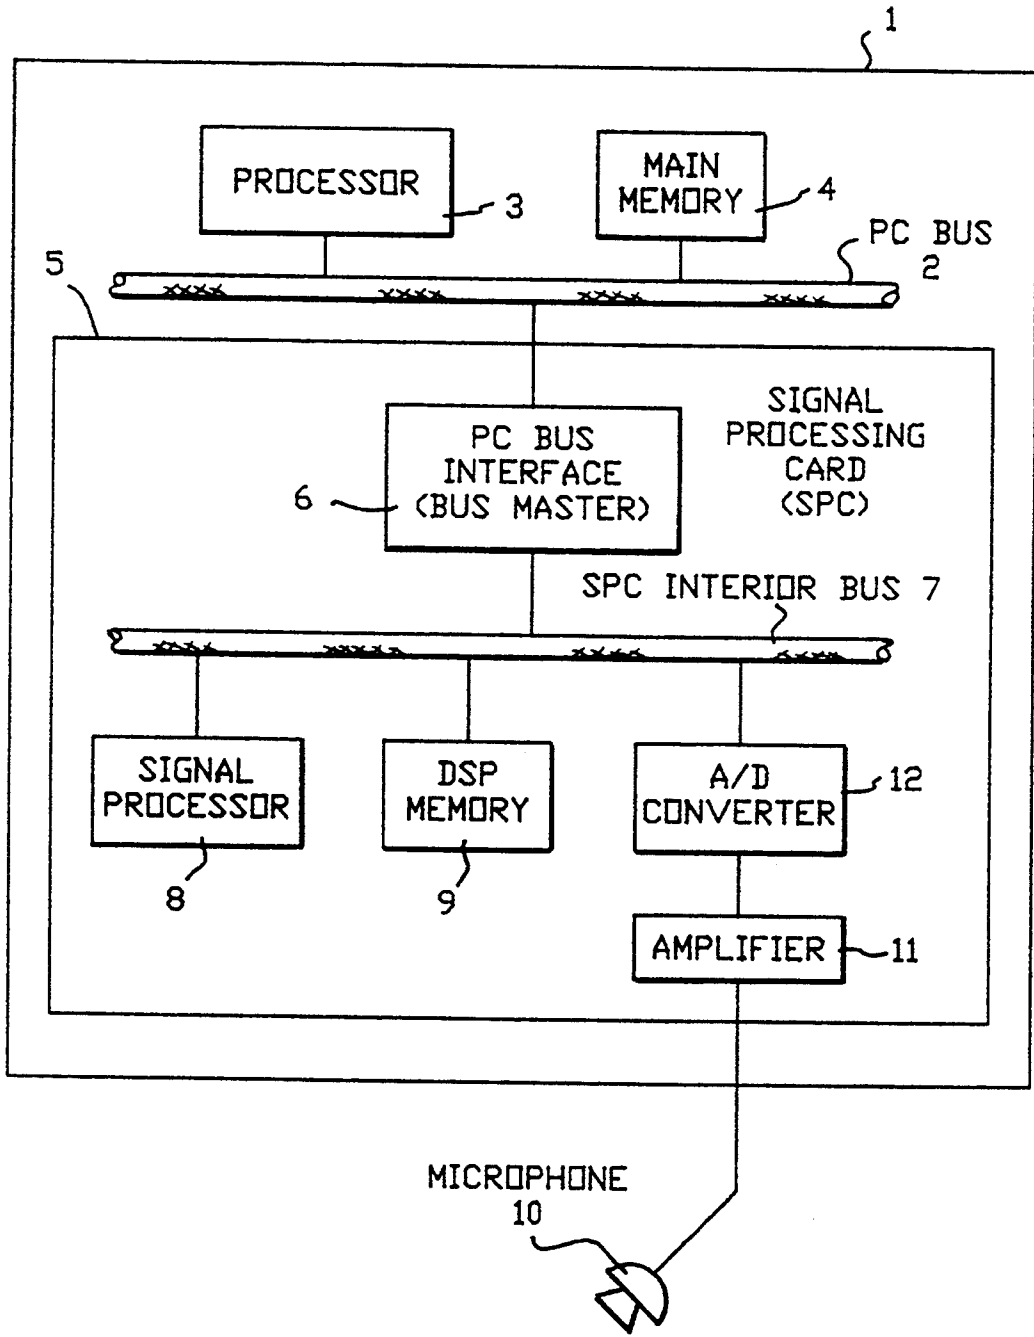 1
PROCESSOR
3
MAIN
MEMORY
4
PC BUS
2
5
PC BUS
INTERFACE
(BUS MASTER)
6
SIGNAL
PROCESSING
CARD
(SPC)
SPC INTERIOR BUS 7
SIGNAL
PROCESSOR
8
DSP
MEMORY
9
A/D
CONVERTER
12
AMPLIFIER
11
MICROPHONE
10